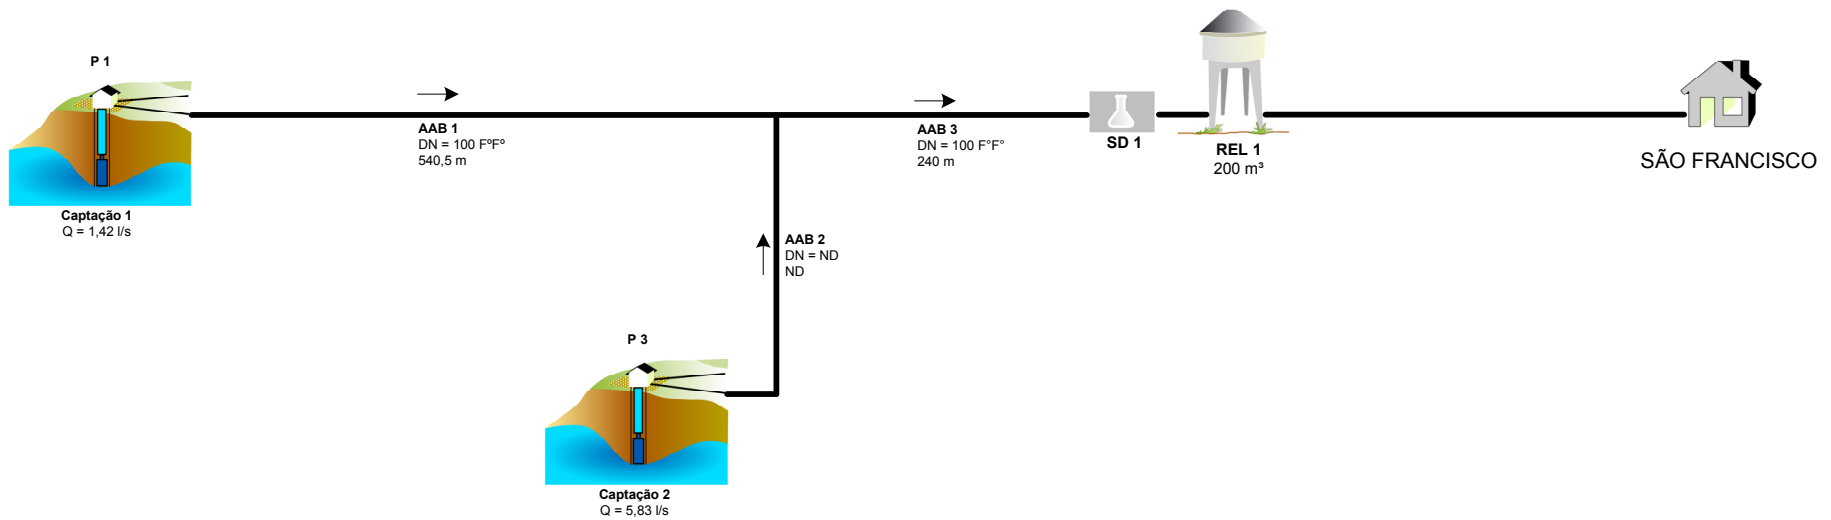 P 1
Captação 1
Q = 1,42 l/s
AAB 1
DN = 100 FºFº
540,5 m
AAB 2
DN = ND
ND
P 3
Captação 2
Q = 5,83 l/s
AAB 3
DN = 100 F°F°
240 m
SD 1
REL 1
200 m³
SÃO FRANCISCO